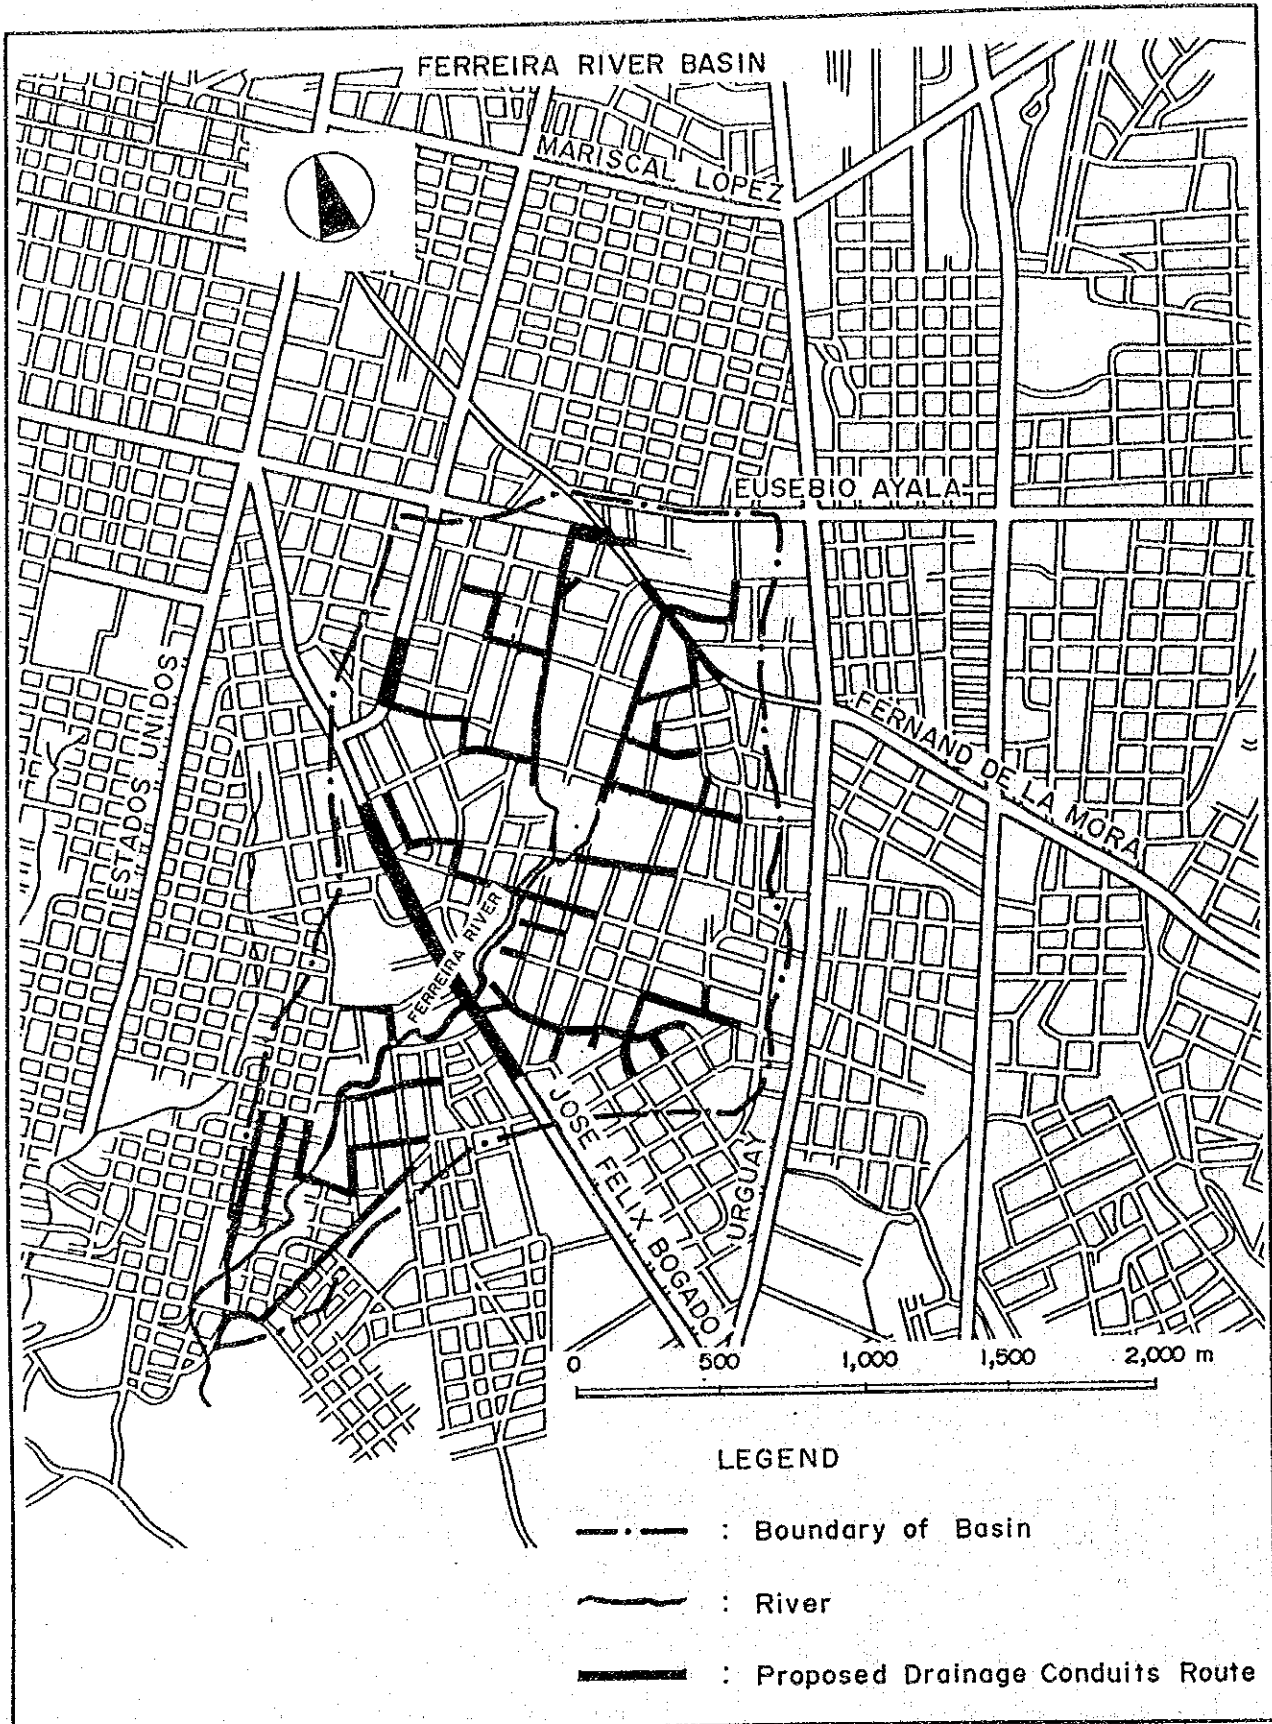 FERREIRA RIVER BASIN
MARISCAL LOPEZ
EUSEBIO AYALA
ESTADOS UNIDOS
FERNAND DE LA MORA
FERREIRA RIVER
JOSE FELIX BOGADO
URGUAY
0 500 1,000 1,500 2,000 m
LEGEND
: Boundary of Basin
: River
: Proposed Drainage Conduits Route